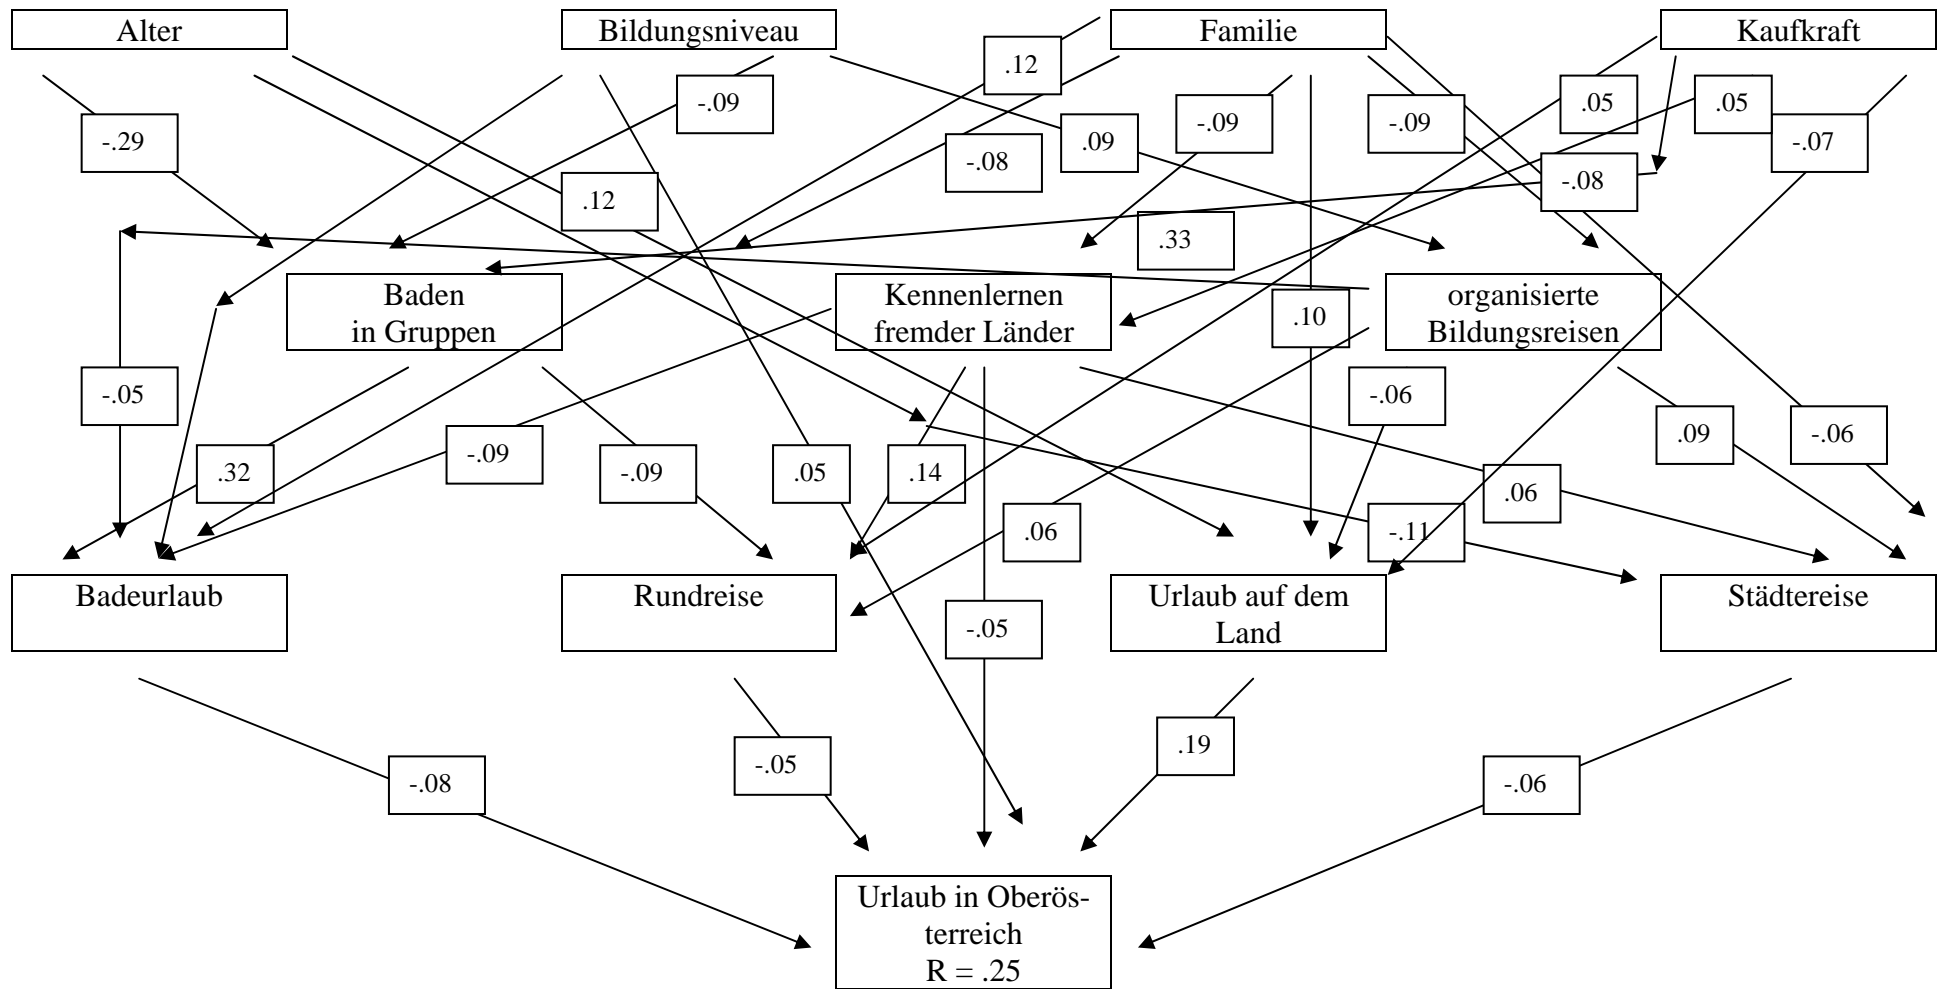 Alter
Bildungsniveau
Familie
Kaufkraft
.12
-.09
.05
.05
-.09
-.09
-.29
.09
-.07
-.08
-.08
.12
.33
Baden
in Gruppen
Kennenlernen
fremder Länder
organisierte
Bildungsreisen
.10
-.05
-.06
.32
-.09
-.09
.05
.14
.09
-.06
.06
.06
-.11
Badeurlaub
Rundreise
Urlaub auf dem
Land
Städtereise
-.05
-.08
-.05
.19
-.06
Urlaub in Oberös-
terreich
R = .25